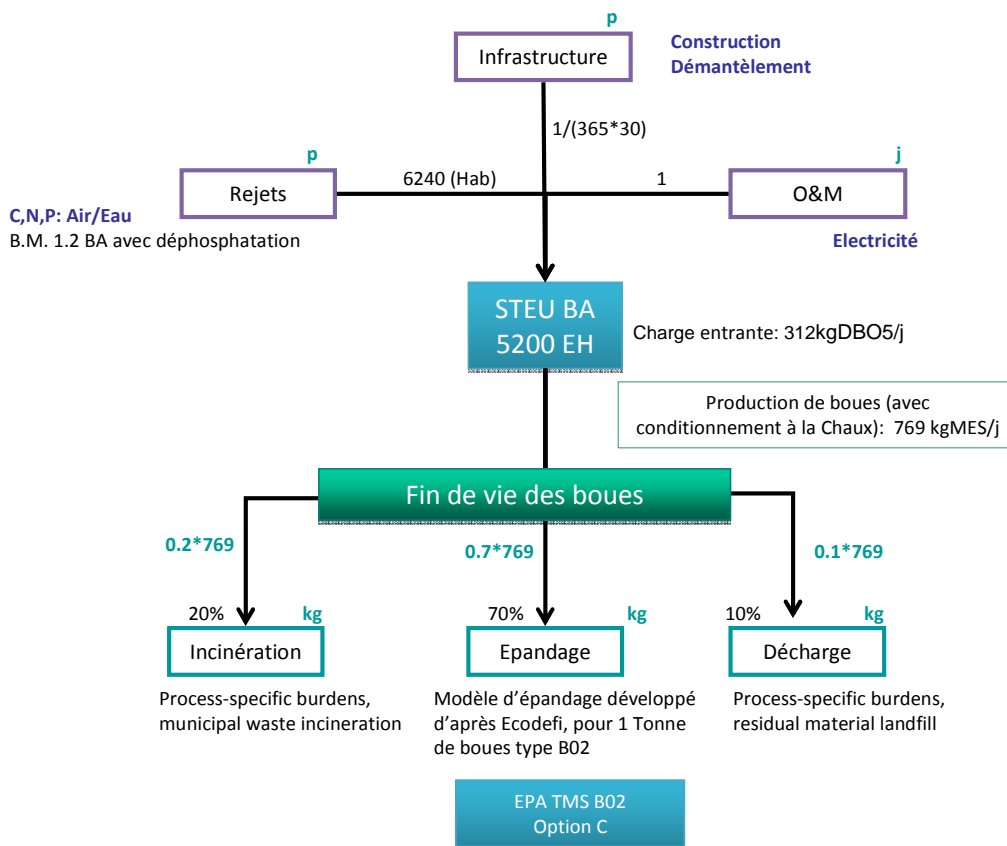 p
Infrastructure
Construction
Démantèlement
1/(365*30)
p
Rejets
6240 (Hab)
1
j
O&M
C,N,P: Air/Eau
B.M. 1.2 BA avec déphosphatation
Electricité
STEU BA
5200 EH
Charge entrante: 312kgDBO5/j
Production de boues (avec
conditionnement à la Chaux): 769 kgMES/j
Fin de vie des boues
0.2*769
0.7*769
0.1*769
20%
kg
70%
kg
10%
kg
Incinération
Epandage
Décharge
Process-specific burdens,
municipal waste incineration
Modèle d'épandage développé
d'après Ecodefi, pour 1 Tonne
de boues type B02
Process-specific burdens,
residual material landfill
EPA TMS B02
Option C